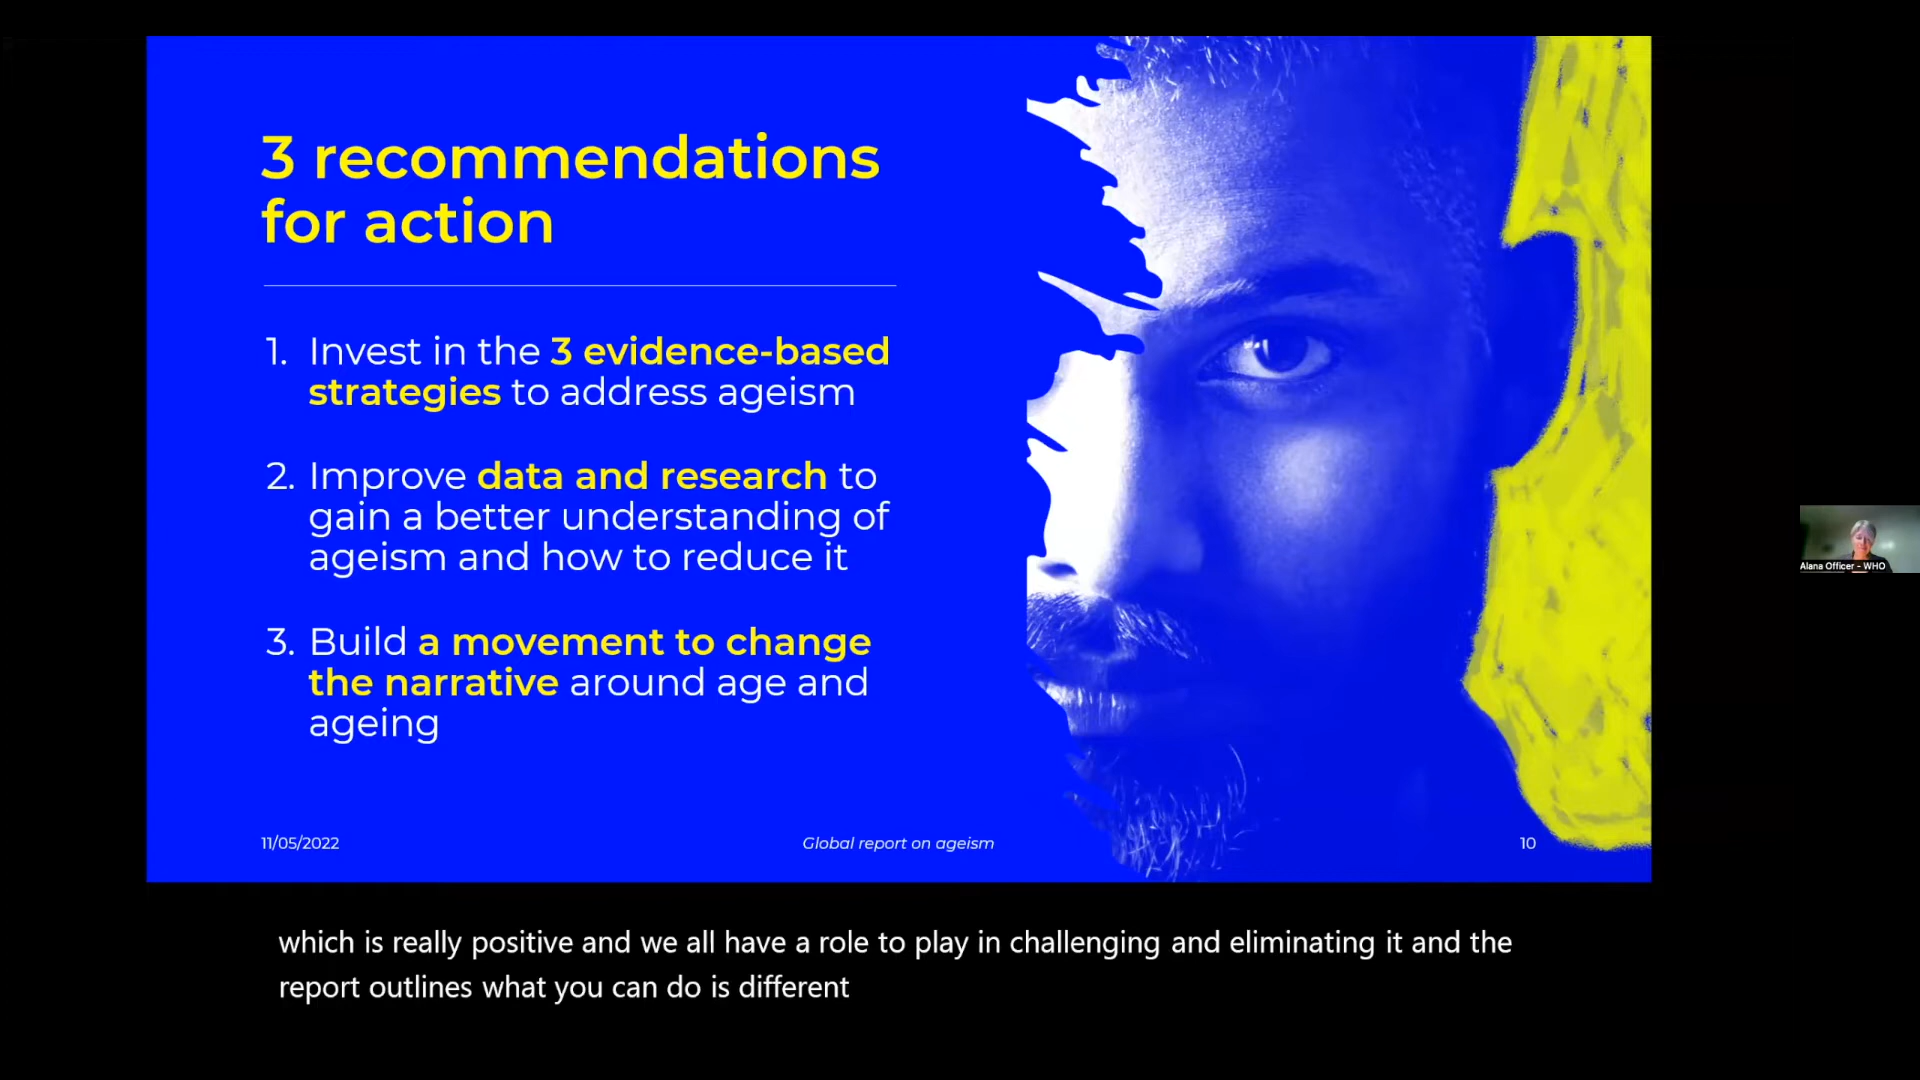 3 recommendations
for action
1. Invest in the 3 evidence-based
strategies to address ageism
2. Improve data and research to
gain a better understanding of
ageism and how to reduce it
3. Build a movement to change
the narrative around age and
ageing
11/05/2022
Global report on ageism
10
Alana Officer - WHO
which is really positive and we all have a role to play in challenging and eliminating it and the
report outlines what you can do is different